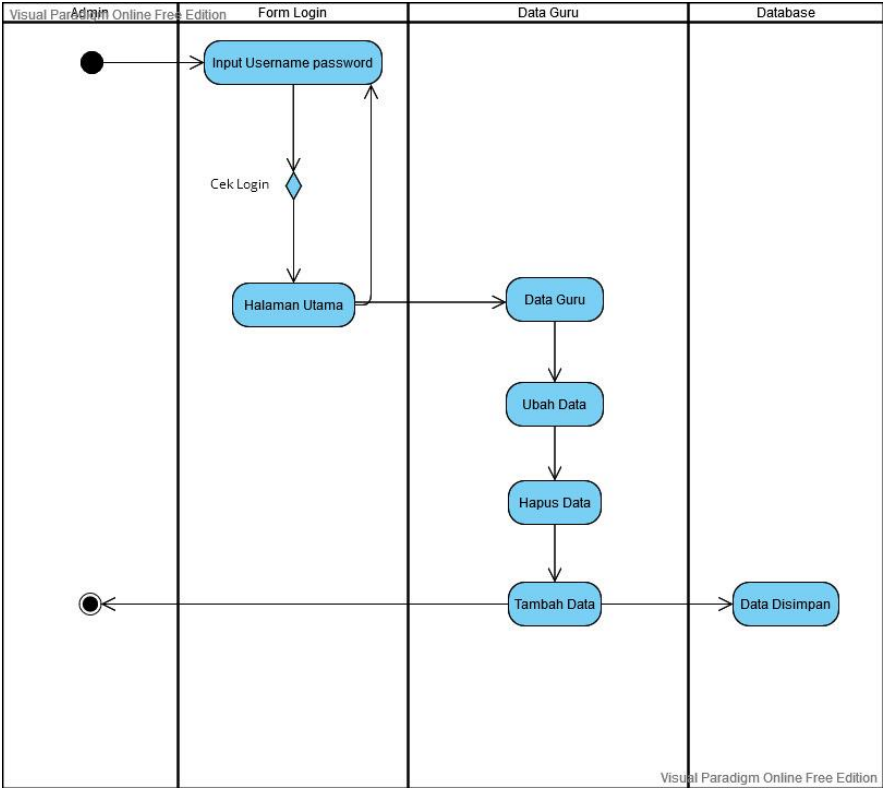 Visual Paradigm Online Free Edition
Admin
Form Login
Data Guru
Database
Input Username password
Cek Login
Halaman Utama
Data Guru
Ubah Data
Hapus Data
Tambah Data
Data Disimpan
Visual Paradigm Online Free Edition